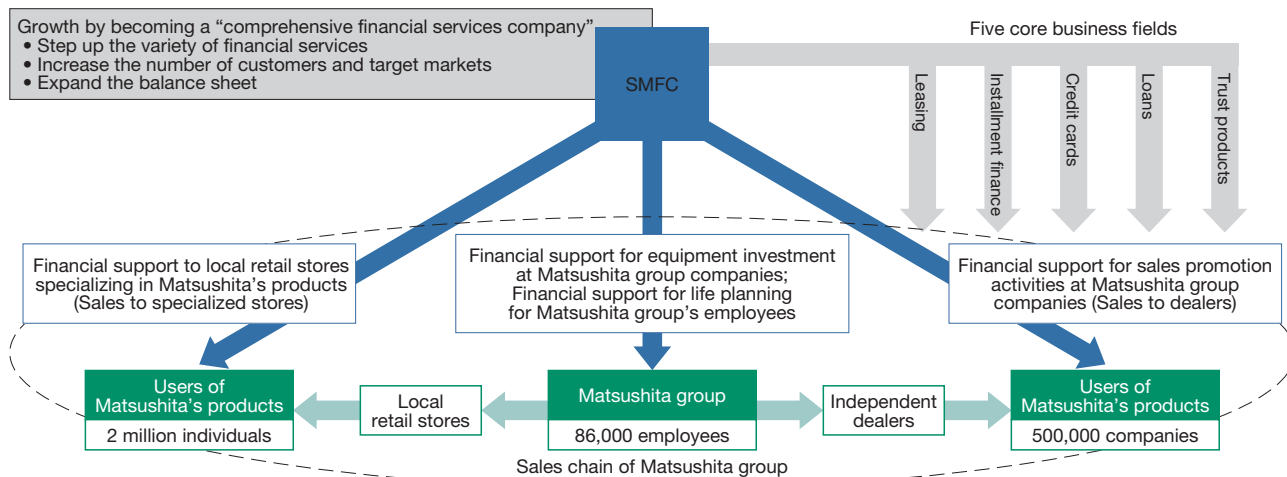 Growth by becoming a “comprehensive financial services company”
• Step up the variety of financial services
• Increase the number of customers and target markets
• Expand the balance sheet
SMFC
Five core business fields
Leasing
Installment finance
Credit cards
Loans
Trust products
Financial support to local retail stores
specializing in Matsushita’s products
(Sales to specialized stores)
Financial support for equipment investment
at Matsushita group companies;
Financial support for life planning
for Matsushita group’s employees
Financial support for sales promotion
activities at Matsushita group
companies (Sales to dealers)
Users of
Matsushita’s products
2 million individuals
Local
retail stores
Matsushita group
86,000 employees
Independent
dealers
Users of
Matsushita’s products
500,000 companies
Sales chain of Matsushita group